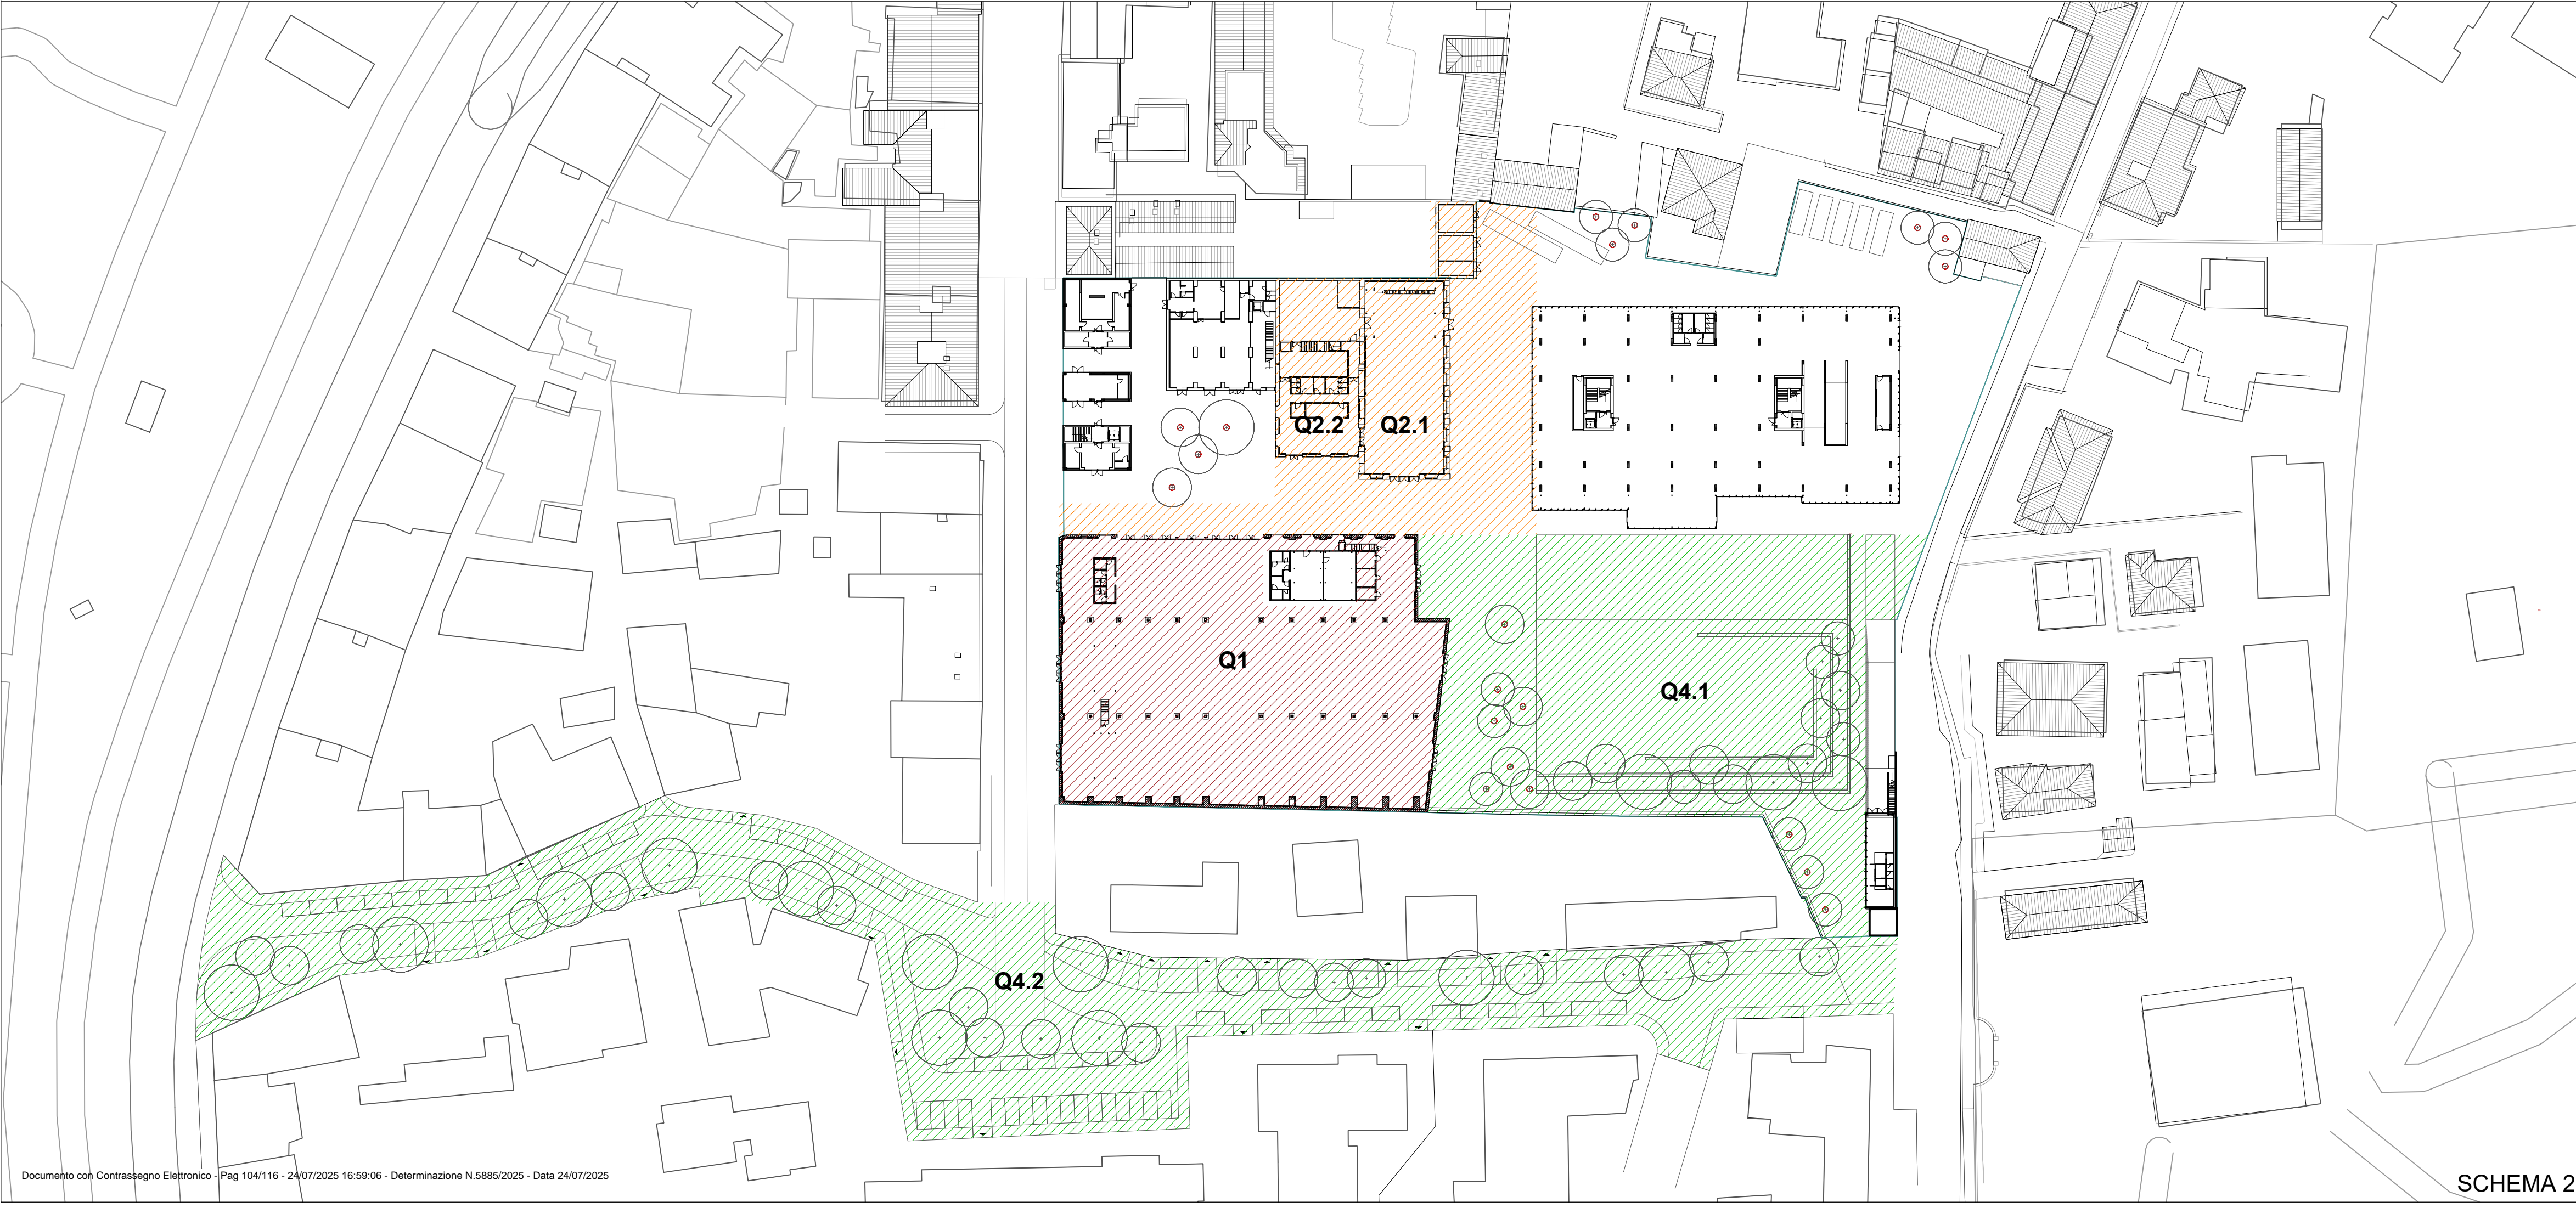 Q2.2
Q2.1
Q1
Q4.1
Q4.2
Documento con Contrassegno Elettronico - Pag 104/116 - 24/07/2025 16:59:06 - Determinazione N.5885/2025 - Data 24/07/2025
SCHEMA 2